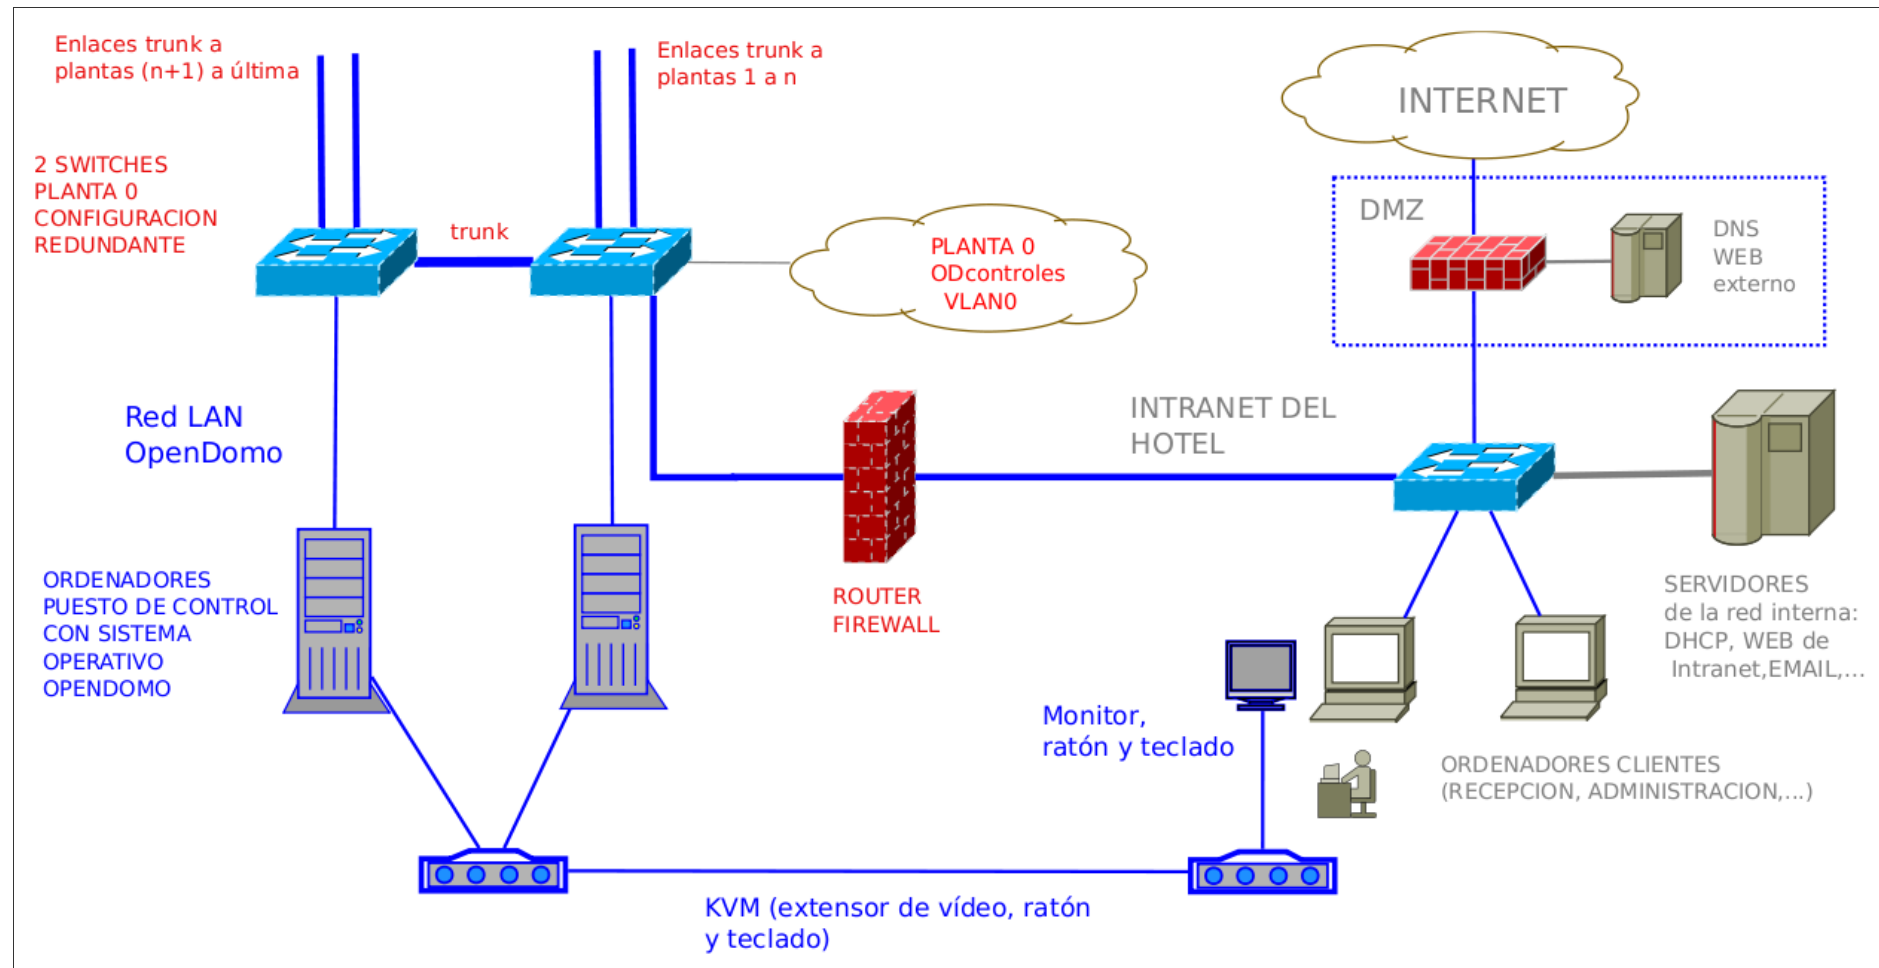 Enlaces trunk a
plantas (n+1) a última
Enlaces trunk a
plantas 1 a n
INTERNET
2 SWITCHES
PLANTA 0
CONFIGURACION
REDUNDANTE
trunk
PLANTA 0
ODcontroles
VLAN0
DMZ
DNS
WEB
externo
Red LAN
OpenDomo
INTRANET DEL
HOTEL
ORDENADORES
PUESTO DE CONTROL
CON SISTEMA
OPERATIVO
OPENDOMO
ROUTER
FIREWALL
SERVIDORES
de la red interna:
DHCP, WEB de
Intranet,EMAIL,...
Monitor,
ratón y teclado
ORDENADORES CLIENTES
(RECEPCION, ADMINISTRACION,...)
KVM (extensor de vídeo, ratón
y teclado)